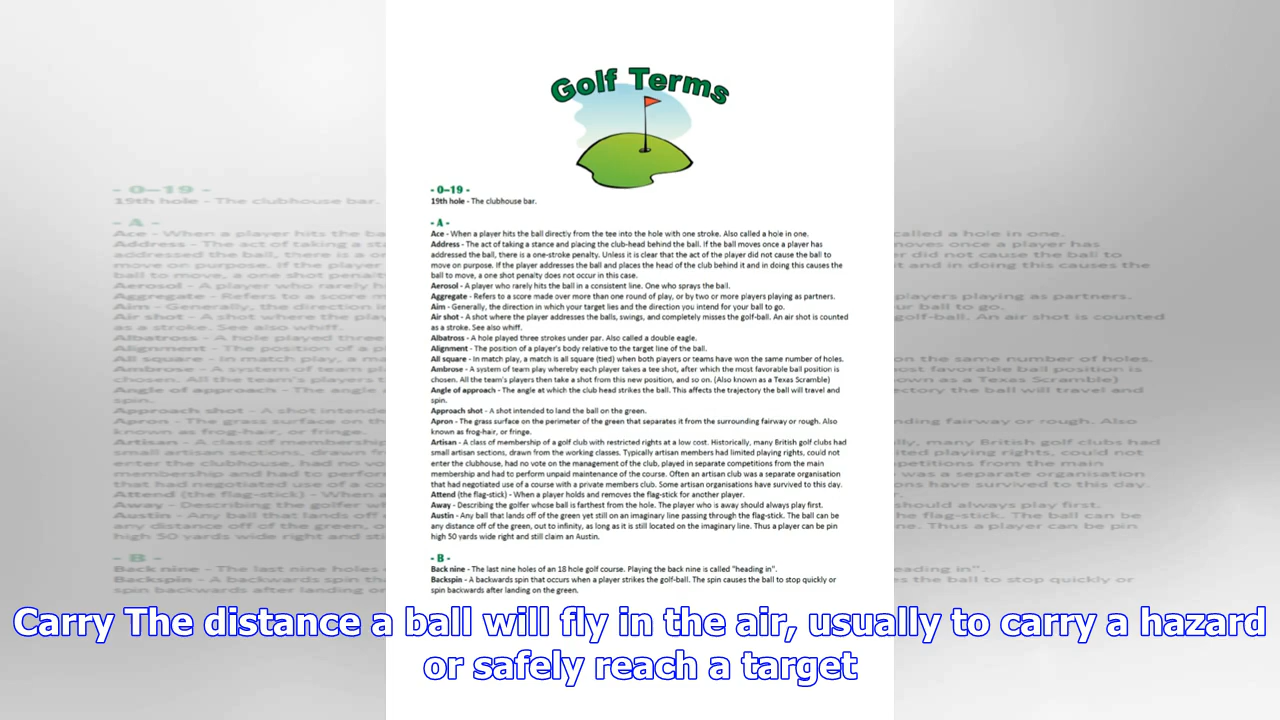 Golf Terms
- 0–19 -
19th hole - The clubhouse bar.
- A -
Ace - When a player hits the ball directly from the tee into the hole with one stroke. Also called a hole in one.
Address - The act of taking a stance and placing the club-head behind the ball. If the ball moves once a player has
addressed the ball, there is a one-stroke penalty. Unless it is clear that the act of the player did not cause the ball to
move on purpose. If the player addresses the ball and places the head of the club behind it and in doing this causes the
ball to move, a one shot penalty does not occur in this case.
Aerosol - A player who rarely hits the ball in a consistent line. One who sprays the ball.
Aggregate - Refers to a score made over more than one round of play, or by two or more players playing as partners.
Aim - Generally, the direction in which your target lies and the direction you intend for your ball to go.
Air shot - A shot where the player addresses the balls, swings, and completely misses the golf-ball. An air shot is counted
as a stroke. See also whiff.
Albatross - A hole played three strokes under par. Also called a double eagle.
Alignment - The position of a player's body relative to the target line of the ball.
All square - In match play, a match is all square (tied) when both players or teams have won the same number of holes.
Ambrose - A system of team play whereby each player takes a tee shot, after which the most favorable ball position is
chosen. All the team's players then take a shot from this new position, and so on. (Also known as a Texas Scramble)
Angle of approach - The angle at which the club head strikes the ball. This affects the trajectory the ball will travel and
spin.
Approach shot - A shot intended to land the ball on the green.
Apron - The grass surface on the perimeter of the green that separates it from the surrounding fairway or rough. Also
known as frog-hair, or fringe.
Artisan - A class of membership of a golf club with restricted rights at a low cost. Historically, many British golf clubs had
small artisan sections, drawn from the working classes. Typically artisan members had limited playing rights, could not
enter the clubhouse, had no vote on the management of the club, played in separate competitions from the main
membership and had to perform unpaid maintenance of the course. Often an artisan club was a separate organisation
that had negotiated use of a course with a private members club. Some artisan organisations have survived to this day.
Attend (the flag-stick) - When a player holds and removes the flag-stick for another player.
Away - Describing the golfer whose ball is farthest from the hole. The player who is away should always play first.
Austin - Any ball that lands off of the green yet still on an imaginary line passing through the flag-stick. The ball can be
any distance off of the green, out to infinity, as long as it is still located on the imaginary line. Thus a player can be pin
high 50 yards wide right and still claim an Austin.
- B -
Back nine - The last nine holes of an 18 hole golf course. Playing the back nine is called "heading in".
Backspin - A backwards spin that occurs when a player strikes the golf-ball. The spin causes the ball to stop quickly or
spin backwards after landing on the green.
Carry The distance a ball will fly in the air, usually to carry a hazard
or safely reach a target